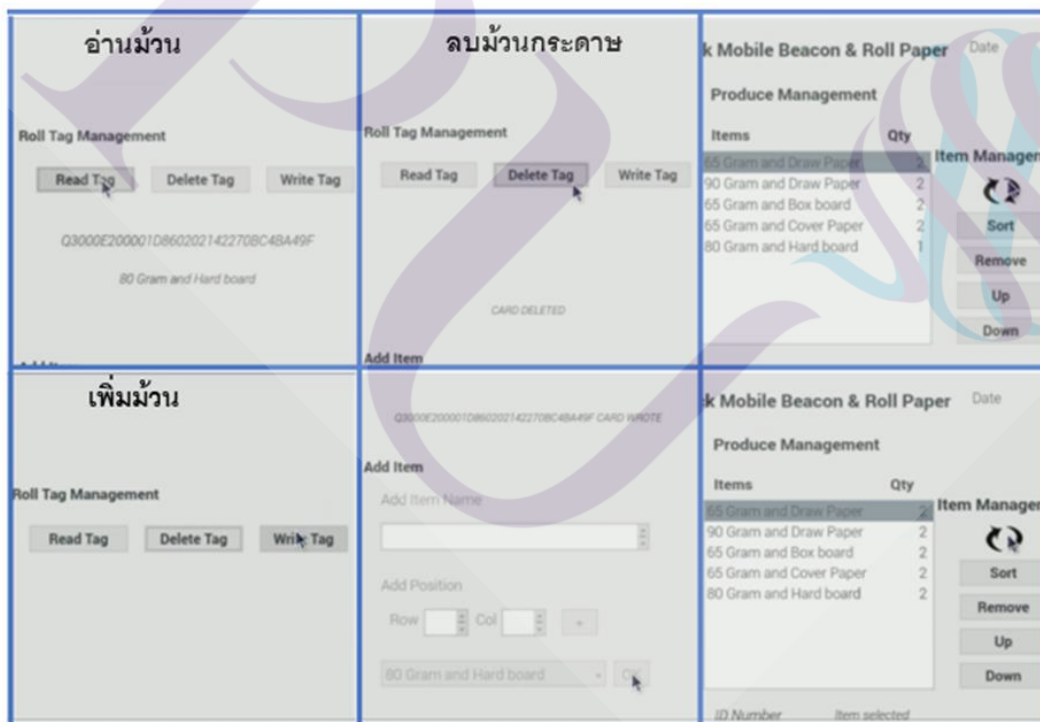 อ่านม้วน
Roll Tag Management
Read Tag Delete Tag Write Tag
Q3000E200001D860202142270BC4BA49F
80 Gram and Hard board
ลบม้วนกระดาษ
Roll Tag Management
Read Tag Delete Tag Write Tag
CARD DELETED
Add Item
k Mobile Beacon & Roll Paper Date
Produce Management
Items Qty
65 Gram and Draw Paper 2
90 Gram and Draw Paper 2
65 Gram and Box board 2
65 Gram and Cover Paper 2
80 Gram and Hard board 1
Item Manager
Sort
Remove
Up
Down
เพิ่มม้วน
Roll Tag Management
Read Tag Delete Tag Write Tag
Q3000E200001D860202142270BC4BA49F CARD WROTE
Add Item
Add Item Name
Add Position
Row Col +
80 Gram and Hard board OK
k Mobile Beacon & Roll Paper Date
Produce Management
Items Qty
65 Gram and Draw Paper 2
90 Gram and Draw Paper 2
65 Gram and Box board 2
65 Gram and Cover Paper 2
80 Gram and Hard board 2
Item Manager
Sort
Remove
Up
Down
ID Number Item selected